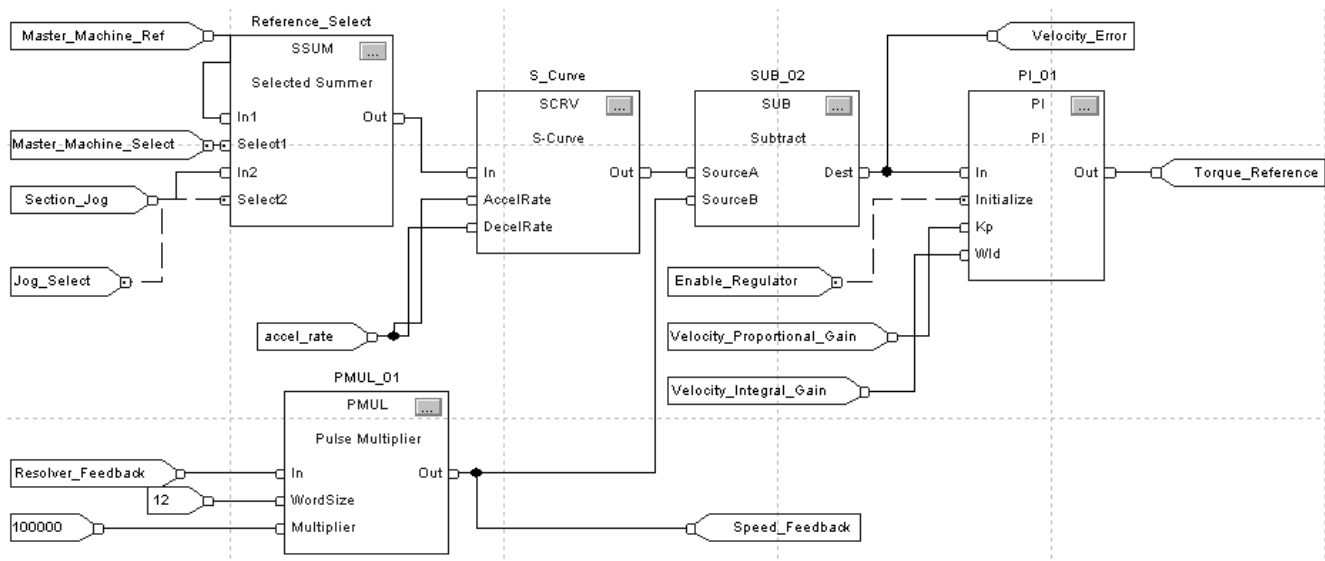 Reference_Select
Master_Machine_Ref
SSUM
...
Selected Summer
In1
Out
Master_Machine_Select
Select1
In2
Section_Jog
Select2
Jog_Select
S_Curve
SCRV
...
S-Curve
In
Out
AccelRate
DecelRate
accel_rate
SUB_02
SUB
...
Subtract
SourceA
Dest
SourceB
Velocity_Error
PI_01
PI
...
PI
In
Out
Initialize
Kp
Wld
Torque_Reference
Enable_Regulator
Velocity_Proportional_Gain
Velocity_Integral_Gain
PMUL_01
PMUL
...
Pulse Multiplier
Resolver_Feedback
In
Out
12
WordSize
100000
Multiplier
Speed_Feedback